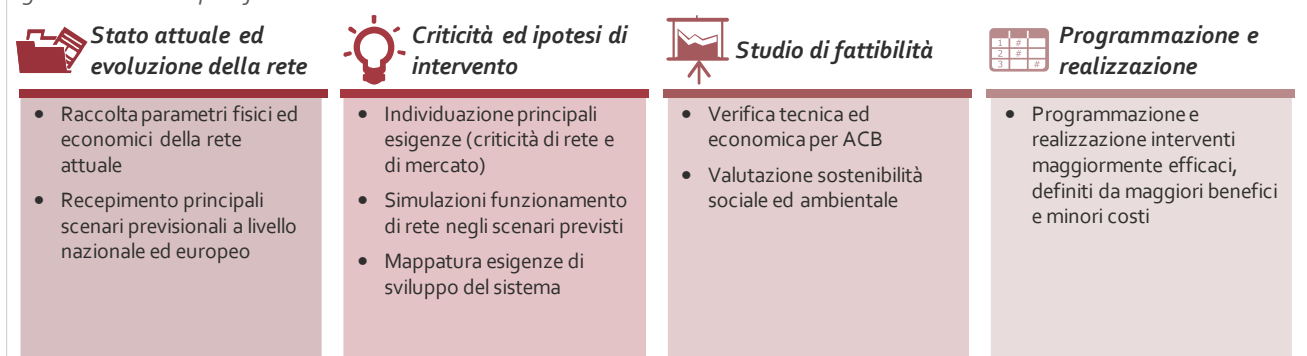 Stato attuale ed
evoluzione della rete
• Raccolta parametri fisici ed
economici della rete
attuale
• Recepimento principali
scenari previsionali a livello
nazionale ed europeo
Criticità ed ipotesi di
intervento
• Individuazione principali
esigenze (criticità di rete e
di mercato)
• Simulazioni funzionamento
di rete negli scenari previsti
• Mappatura esigenze di
sviluppo del sistema
Studio di fattibilità
• Verifica tecnica ed
economica per ACB
• Valutazione sostenibilità
sociale ed ambientale
1 #
2 #
3 #
Programmazione e
realizzazione
• Programmazione e
realizzazione interventi
maggiormente efficaci,
definiti da maggiori benefici
e minori costi